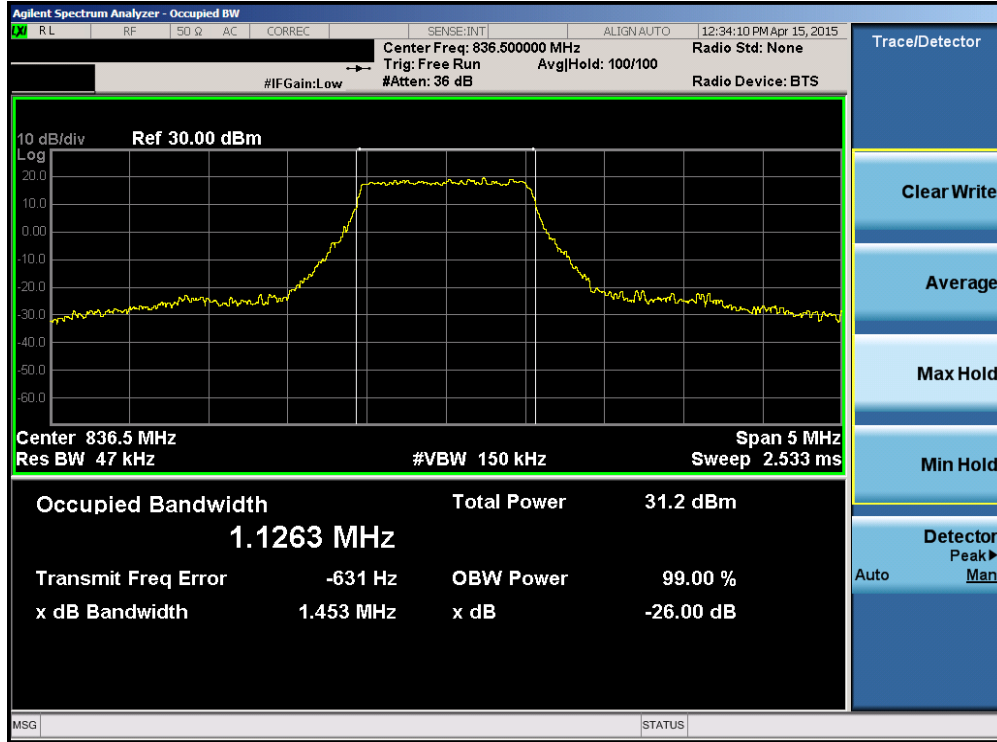 Agilent Spectrum Analyzer - Occupied BW
LXI RL RF 50 Ω AC CORREC SENSE:INT ALIGN AUTO 12:34:10 PM Apr 15, 2015
Center Freq: 836.500000 MHz Radio Std: None
Trig: Free Run Avg|Hold: 100/100
#IFGain:Low #Atten: 36 dB Radio Device: BTS
10 dB/div Ref 30.00 dBm
Log
20.0
10.0
0.00
-10.0
-20.0
-30.0
-40.0
-50.0
-60.0
Center 836.5 MHz Span 5 MHz
Res BW 47 kHz #VBW 150 kHz Sweep 2.533 ms
Occupied Bandwidth Total Power 31.2 dBm
1.1263 MHz
Transmit Freq Error -631 Hz OBW Power 99.00 %
x dB Bandwidth 1.453 MHz x dB -26.00 dB
MSG STATUS
Trace/Detector
Clear Write
Average
Max Hold
Min Hold
Detector
Peak▶
Auto Man